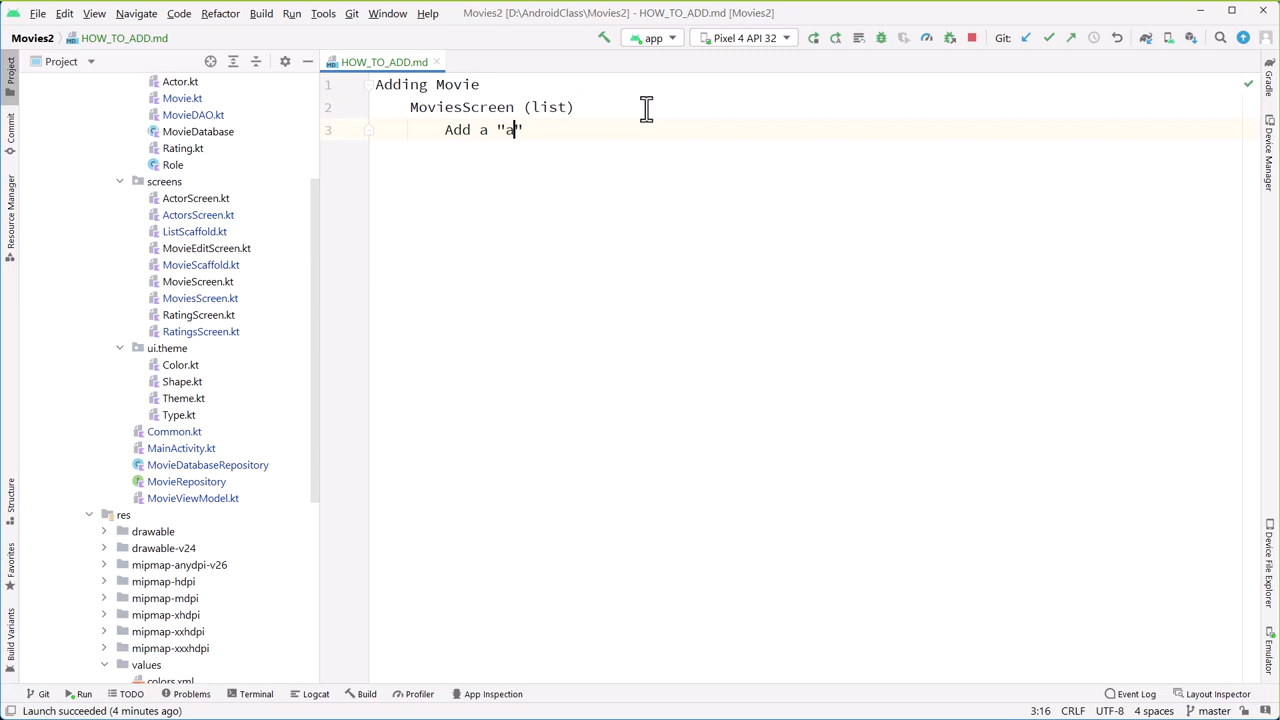 File Edit View Navigate Code Refactor Build Run Tools Git Window Help Movies2 [D:\AndroidClass\Movies2] - HOW_TO_ADD.md [Movies2]
Movies2 HOW_TO_ADD.md app Pixel 4 API 32 Git:
Project HOW_TO_ADD.md
Project
Commit
Resource Manager
Structure
Favorites
Build Variants
Actor.kt
Movie.kt
MovieDAO.kt
MovieDatabase
Rating.kt
Role
screens
ActorScreen.kt
ActorsScreen.kt
ListScaffold.kt
MovieEditScreen.kt
MovieScaffold.kt
MovieScreen.kt
MoviesScreen.kt
RatingScreen.kt
RatingsScreen.kt
ui.theme
Color.kt
Shape.kt
Theme.kt
Type.kt
Common.kt
MainActivity.kt
MovieDatabaseRepository
MovieRepository
MovieViewModel.kt
res
drawable
drawable-v24
mipmap-anydpi-v26
mipmap-hdpi
mipmap-mdpi
mipmap-xhdpi
mipmap-xxhdpi
mipmap-xxxhdpi
values
colors.xml
1 Adding Movie
2 MoviesScreen (list)
3 Add a "a"
Gradle
Device Manager
Device File Explorer
Emulator
Git Run TODO Problems Terminal Logcat Build Profiler App Inspection Event Log Layout Inspector
Launch succeeded (4 minutes ago) 3:16 CRLF UTF-8 4 spaces master